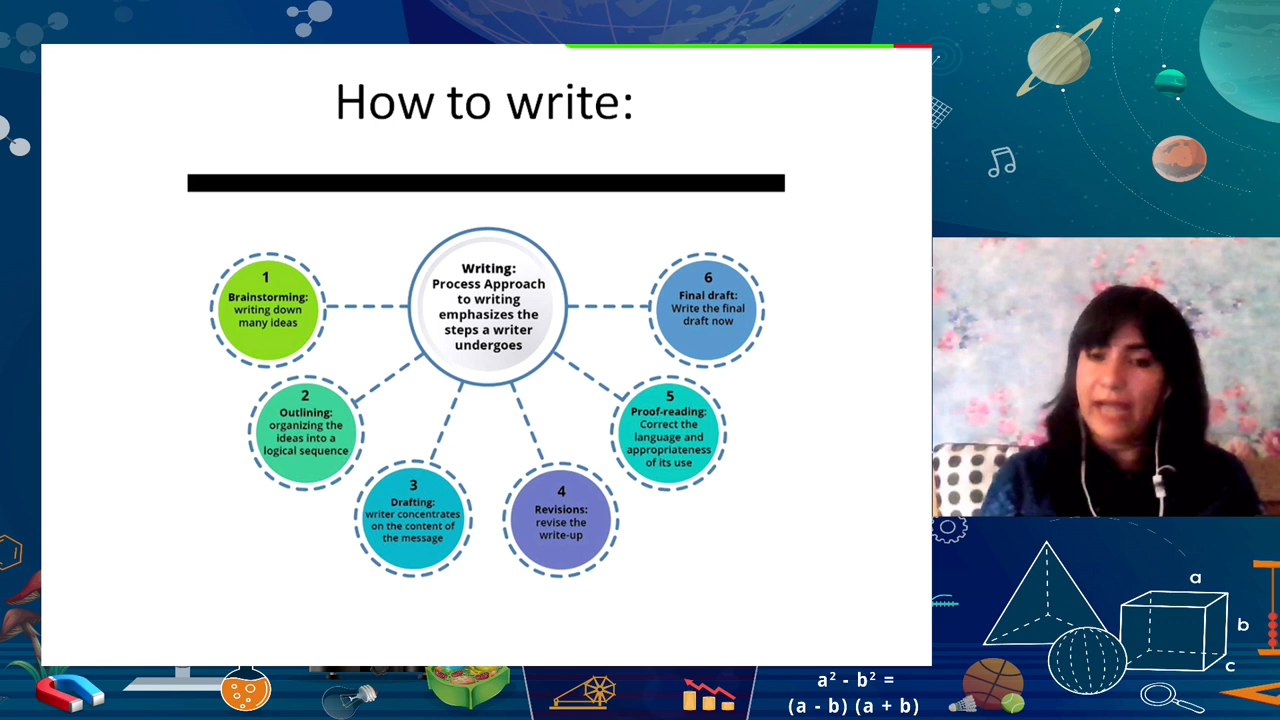 How to write:
Writing:
Process Approach
to writing
emphasizes the
steps a writer
undergoes
1
Brainstorming:
writing down
many ideas
2
Outlining:
organizing the
ideas into a
logical sequence
3
Drafting:
writer concentrates
on the content of
the message
4
Revisions:
revise the
write-up
5
Proof-reading:
Correct the
language and
appropriateness
of its use
6
Final draft:
Write the final
draft now
a
b
c
a² - b² =
(a - b) (a + b)